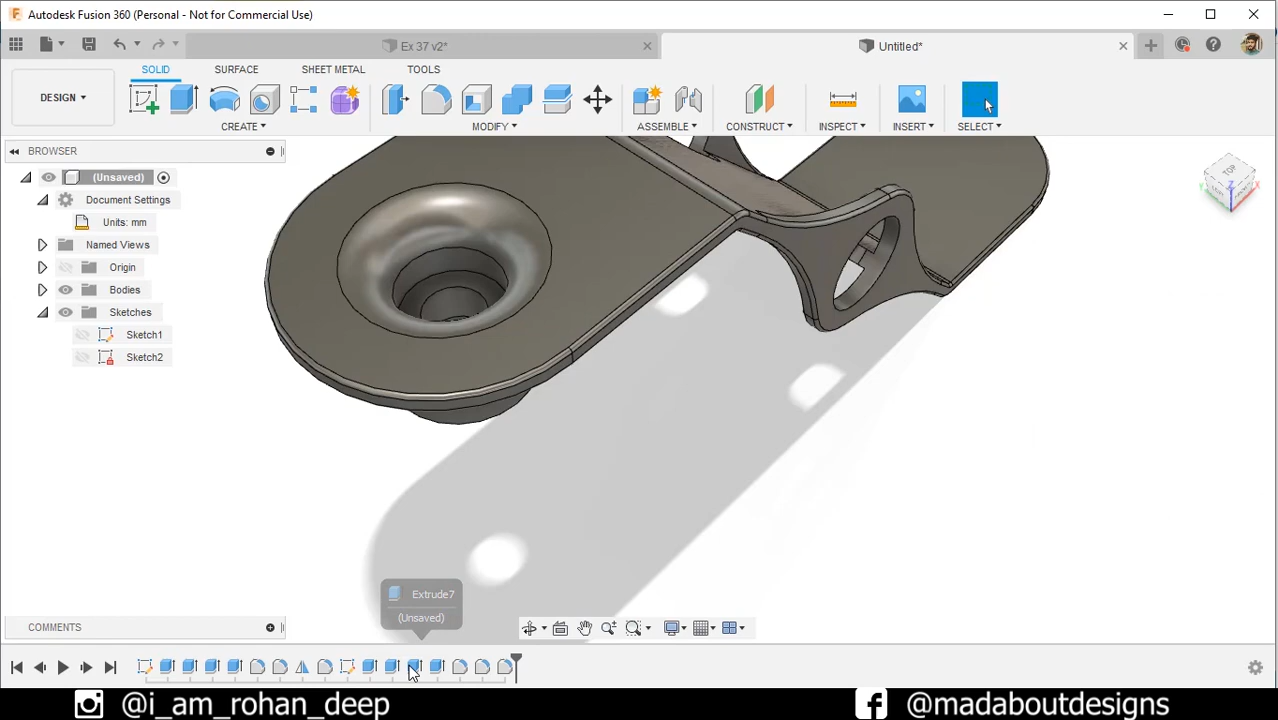 Autodesk Fusion 360 (Personal - Not for Commercial Use)
Ex 37 v2*
Untitled*
SOLID SURFACE SHEET METAL TOOLS
DESIGN
CREATE MODIFY ASSEMBLE CONSTRUCT INSPECT INSERT SELECT
BROWSER
(Unsaved)
Document Settings
Units: mm
Named Views
Origin
Bodies
Sketches
Sketch1
Sketch2
TOP
Extrude7
(Unsaved)
COMMENTS
@i_am_rohan_deep
@madaboutdesigns